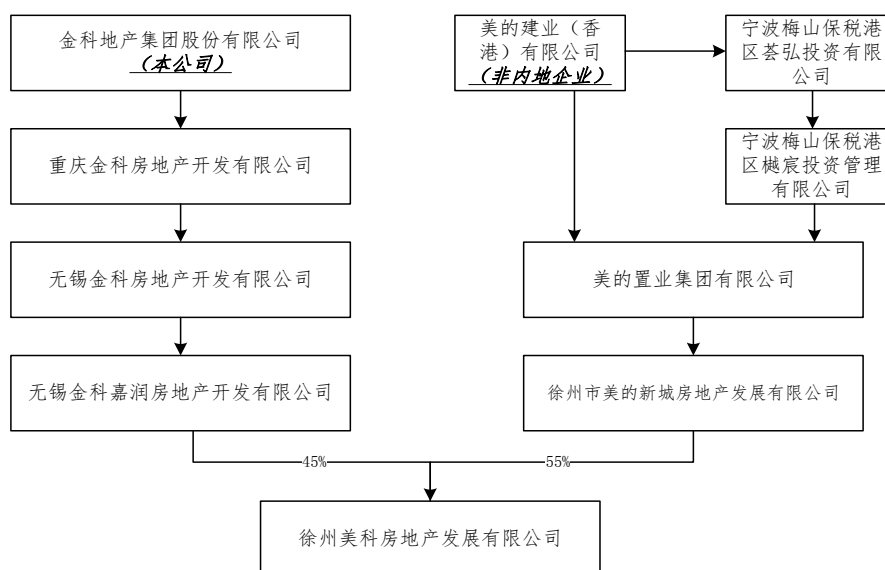 金科地产集团股份有限公司
（本公司）
美的建业（香
港）有限公司
（非内地企业）
宁波梅山保税港
区荟弘投资有限
公司
重庆金科房地产开发有限公司
宁波梅山保税港
区樾宸投资管理
有限公司
无锡金科房地产开发有限公司
美的置业集团有限公司
无锡金科嘉润房地产开发有限公司
徐州市美的新城房地产发展有限公司
45%
55%
徐州美科房地产发展有限公司